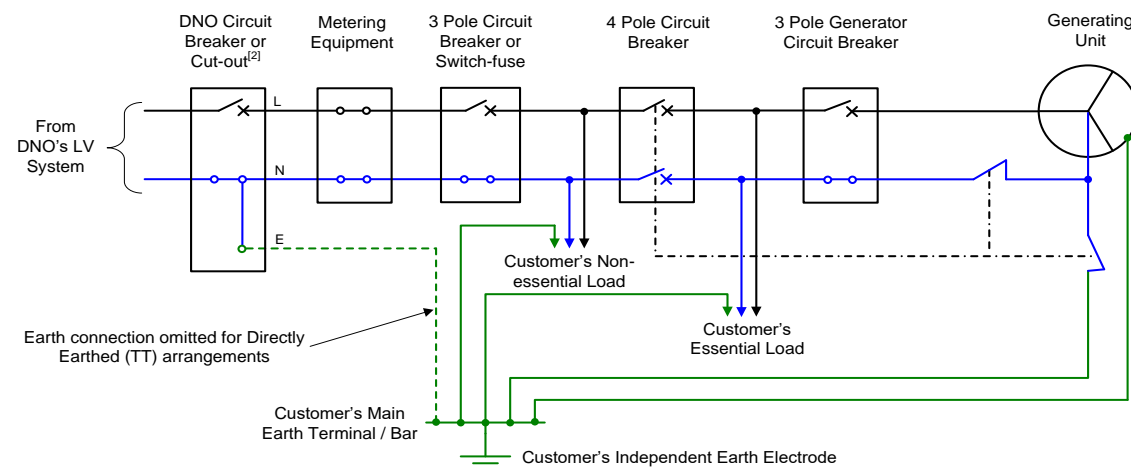 DNO Circuit
Breaker or
Cut-out[2]
Metering
Equipment
3 Pole Circuit
Breaker or
Switch-fuse
4 Pole Circuit
Breaker
3 Pole Generator
Circuit Breaker
Generating
Unit
From
DNO's LV
System
L
N
E
Customer's Non-
essential Load
Customer's
Essential Load
Earth connection omitted for Directly
Earthed (TT) arrangements
Customer's Main
Earth Terminal / Bar
Customer's Independent Earth Electrode